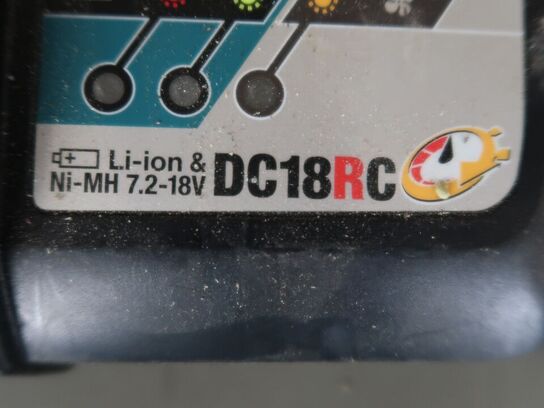 Li-ion &
Ni-MH 7.2-18V DC18RC